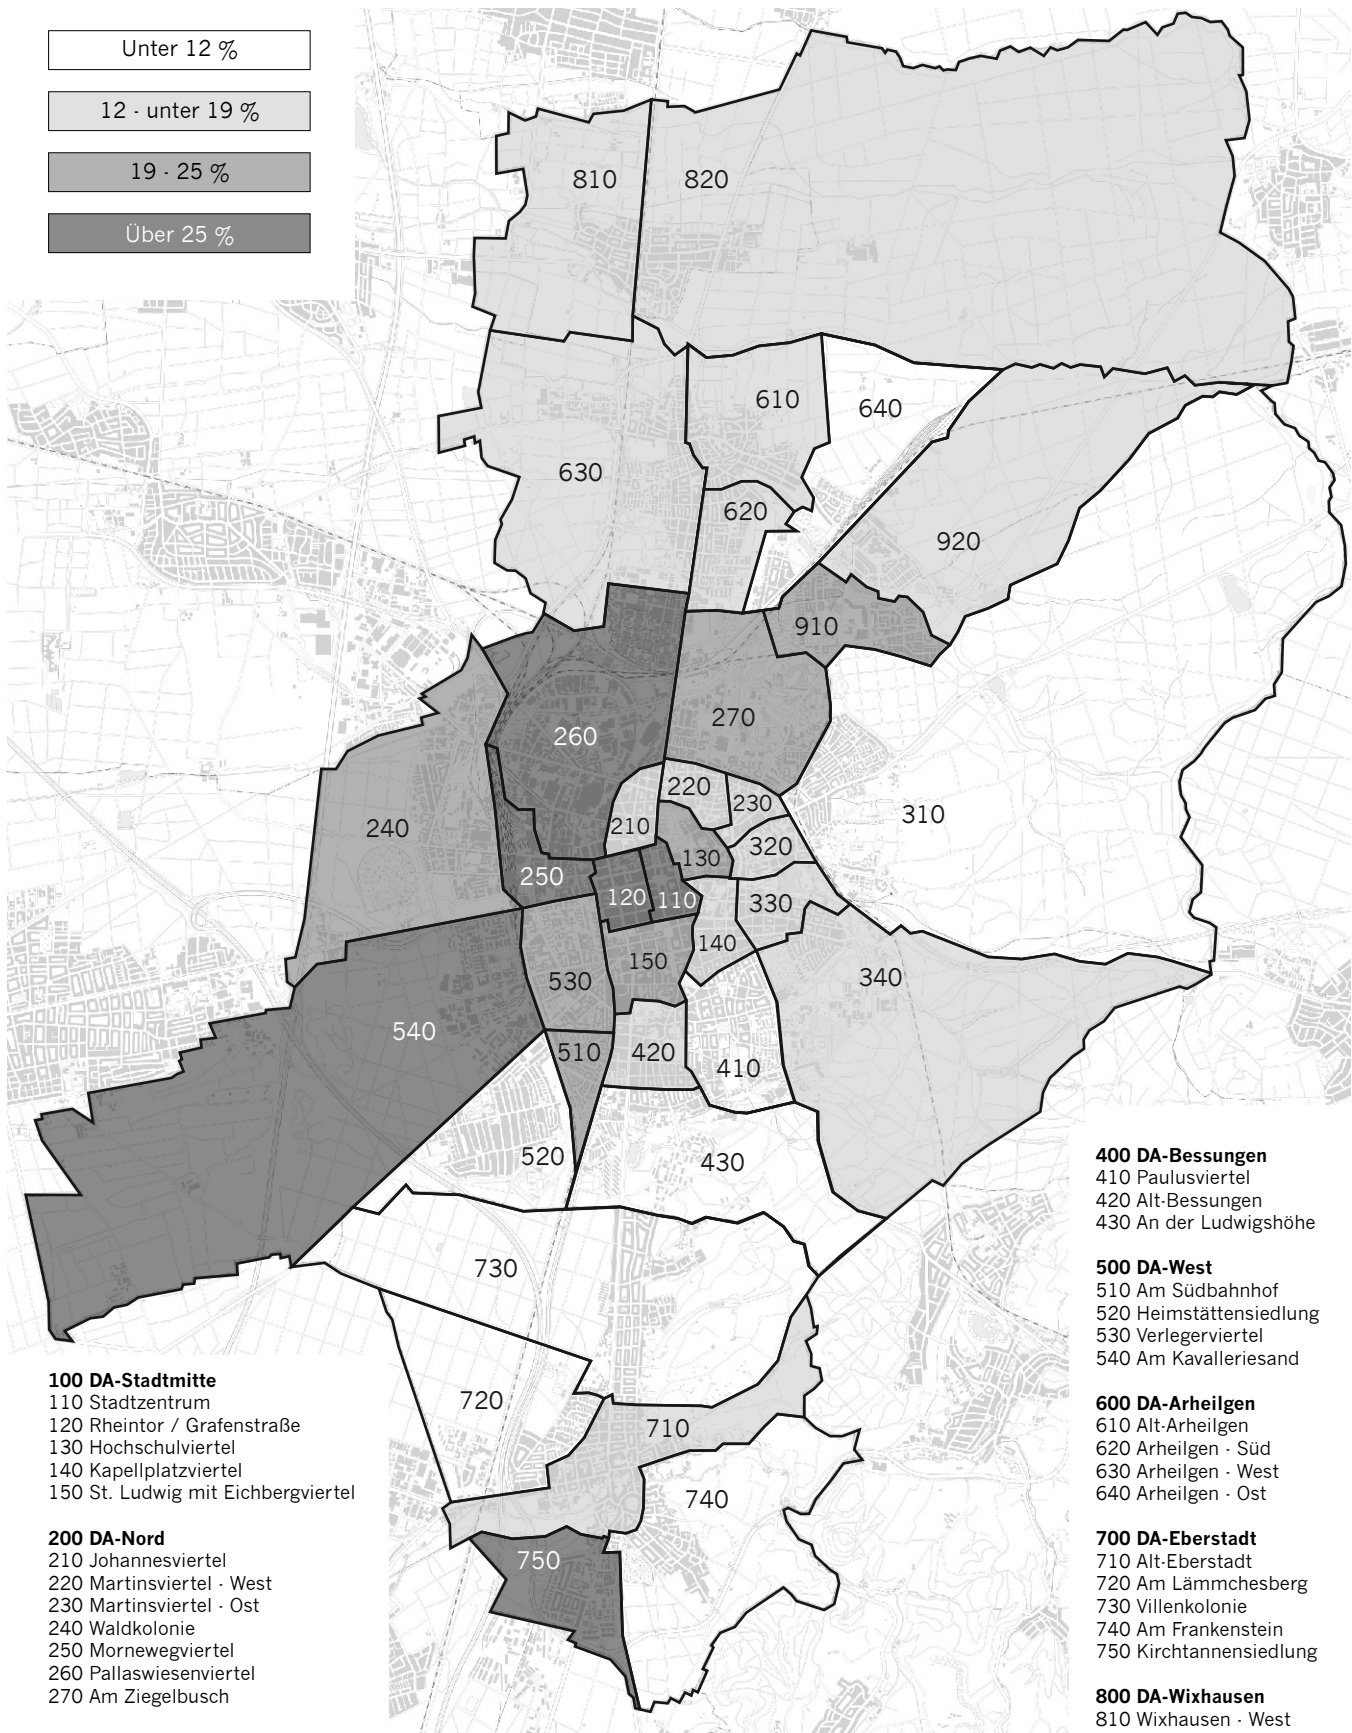 Unter 12 %
12 - unter 19 %
19 - 25 %
Über 25 %
810
820
610
640
630
620
920
910
270
260
220
230
210
310
240
320
130
250
120
110
330
140
150
340
530
540
510
420
410
520
430
730
720
710
740
750
100 DA-Stadtmitte
110 Stadtzentrum
120 Rheintor / Grafenstraße
130 Hochschulviertel
140 Kapellplatzviertel
150 St. Ludwig mit Eichbergviertel
200 DA-Nord
210 Johannesviertel
220 Martinsviertel - West
230 Martinsviertel - Ost
240 Waldkolonie
250 Mornewegviertel
260 Pallaswiesenviertel
270 Am Ziegelbusch
400 DA-Bessungen
410 Paulusviertel
420 Alt-Bessungen
430 An der Ludwigshöhe
500 DA-West
510 Am Südbahnhof
520 Heimstättensiedlung
530 Verlegerviertel
540 Am Kavalleriesand
600 DA-Arheilgen
610 Alt-Arheilgen
620 Arheilgen - Süd
630 Arheilgen - West
640 Arheilgen - Ost
700 DA-Eberstadt
710 Alt-Eberstadt
720 Am Lämmchesberg
730 Villenkolonie
740 Am Frankenstein
750 Kirchtannensiedlung
800 DA-Wixhausen
810 Wixhausen - West